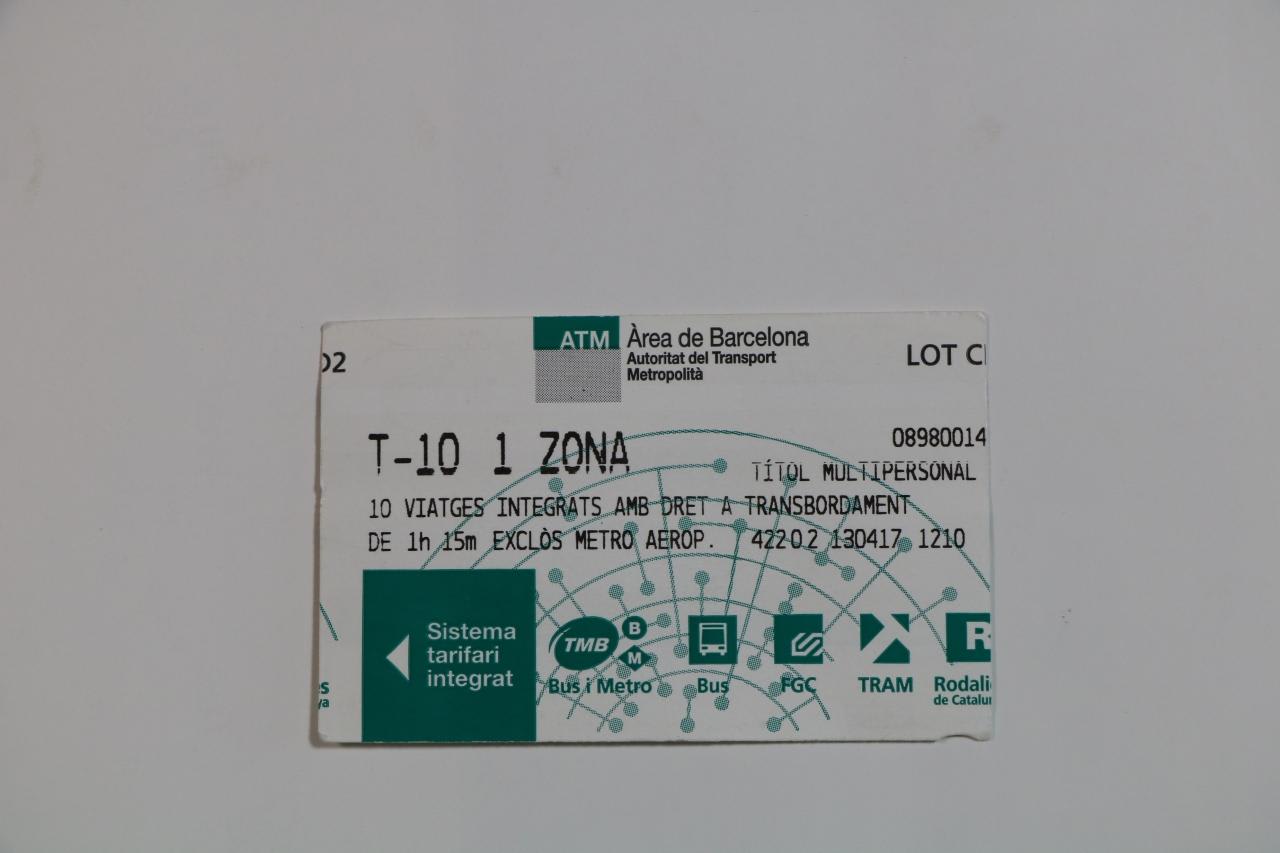 ATM Àrea de Barcelona
Autoritat del Transport
Metropolità
02
LOT C
T-10 1 ZONA
08980014
TÍTOL MULTIPERSONAL
10 VIATGES INTEGRATS AMB DRET A TRANSBORDAMENT
DE 1h 15m EXCLÒS METRO AEROP. 42202 130417 1210
Sistema
tarifari
integrat
TMB B M
Bus i Metro
Bus
FGC
TRAM
R
Rodali
de Catalu
s
ya